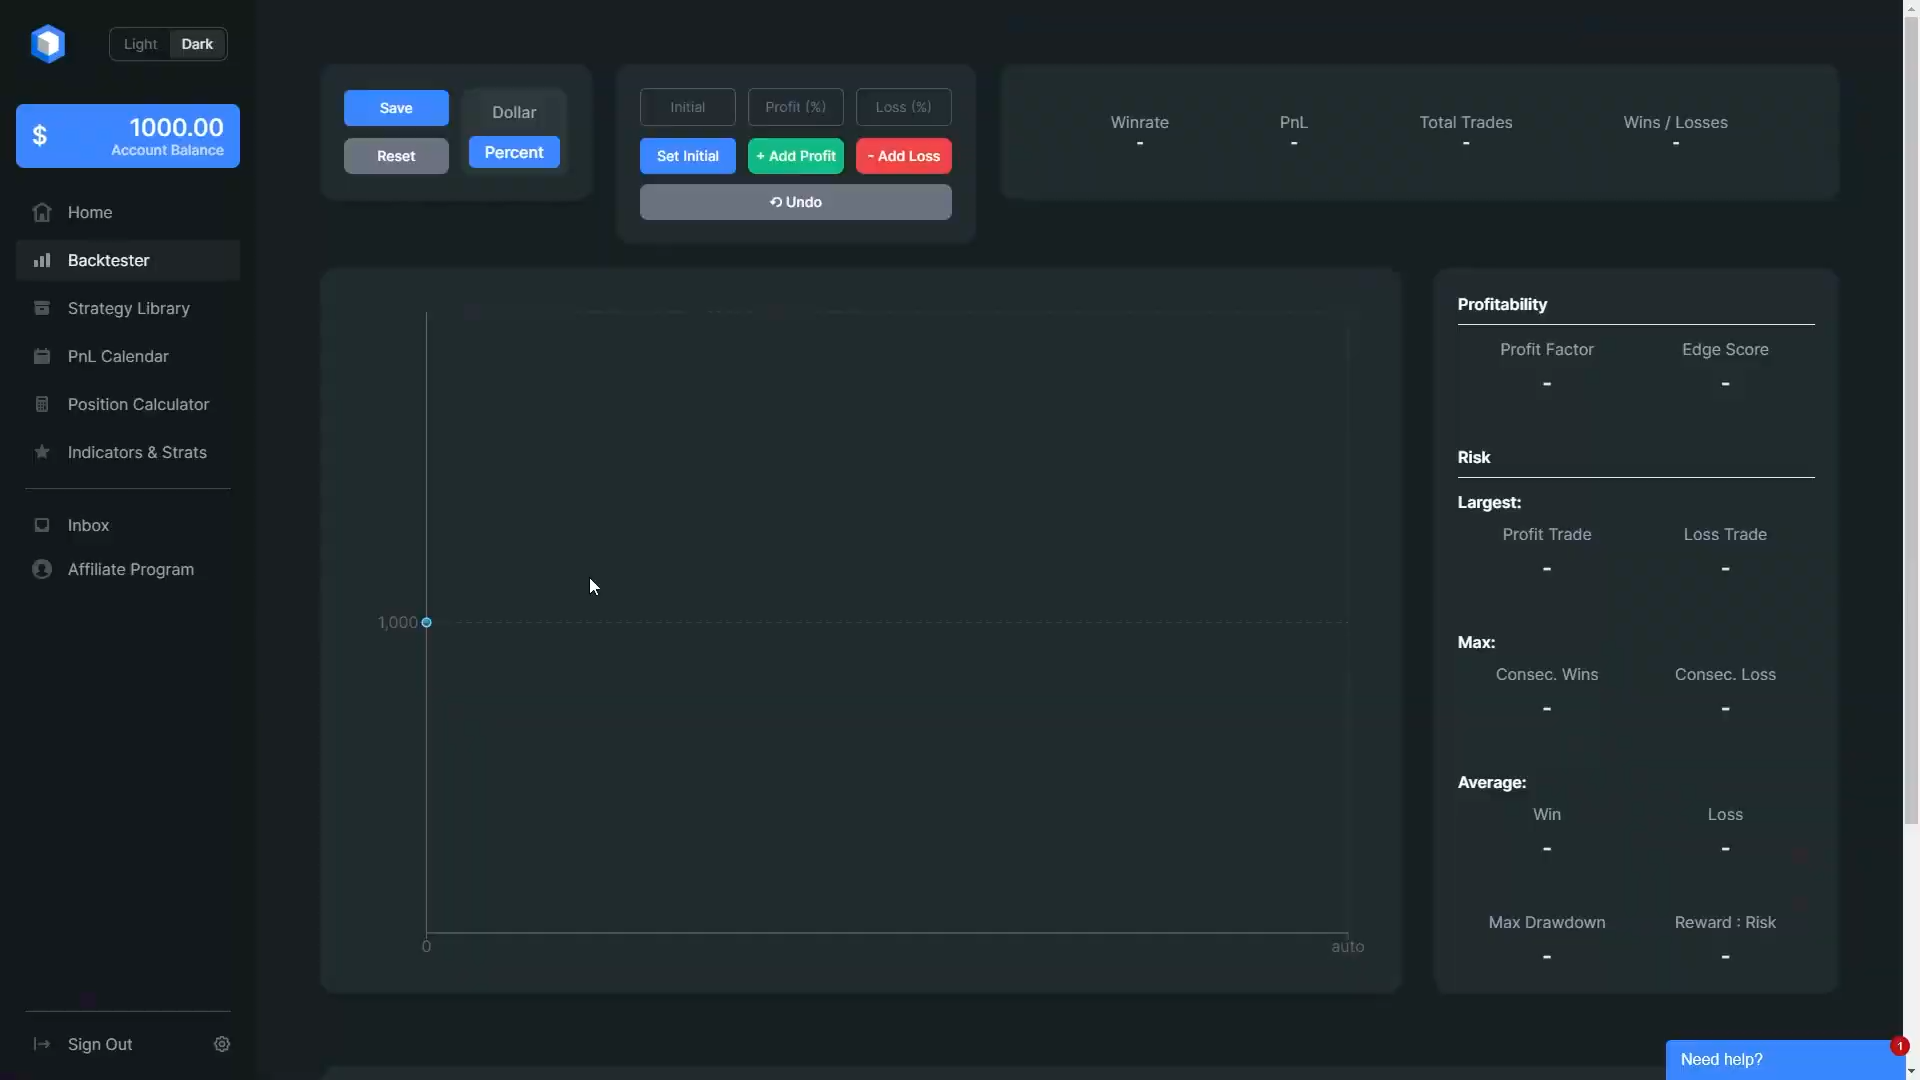 Light Dark
$ 1000.00
Account Balance
Home
Backtester
Strategy Library
PnL Calendar
Position Calculator
Indicators & Strats
Inbox
Affiliate Program
Sign Out
Save
Reset
Dollar
Percent
Initial Profit (%) Loss (%)
Set Initial + Add Profit - Add Loss
Undo
Winrate PnL Total Trades Wins / Losses
- - - -
1,000
0 auto
Profitability
Profit Factor Edge Score
- -
Risk
Largest:
Profit Trade Loss Trade
- -
Max:
Consec. Wins Consec. Loss
- -
Average:
Win Loss
- -
Max Drawdown Reward : Risk
- -
Need help?
1